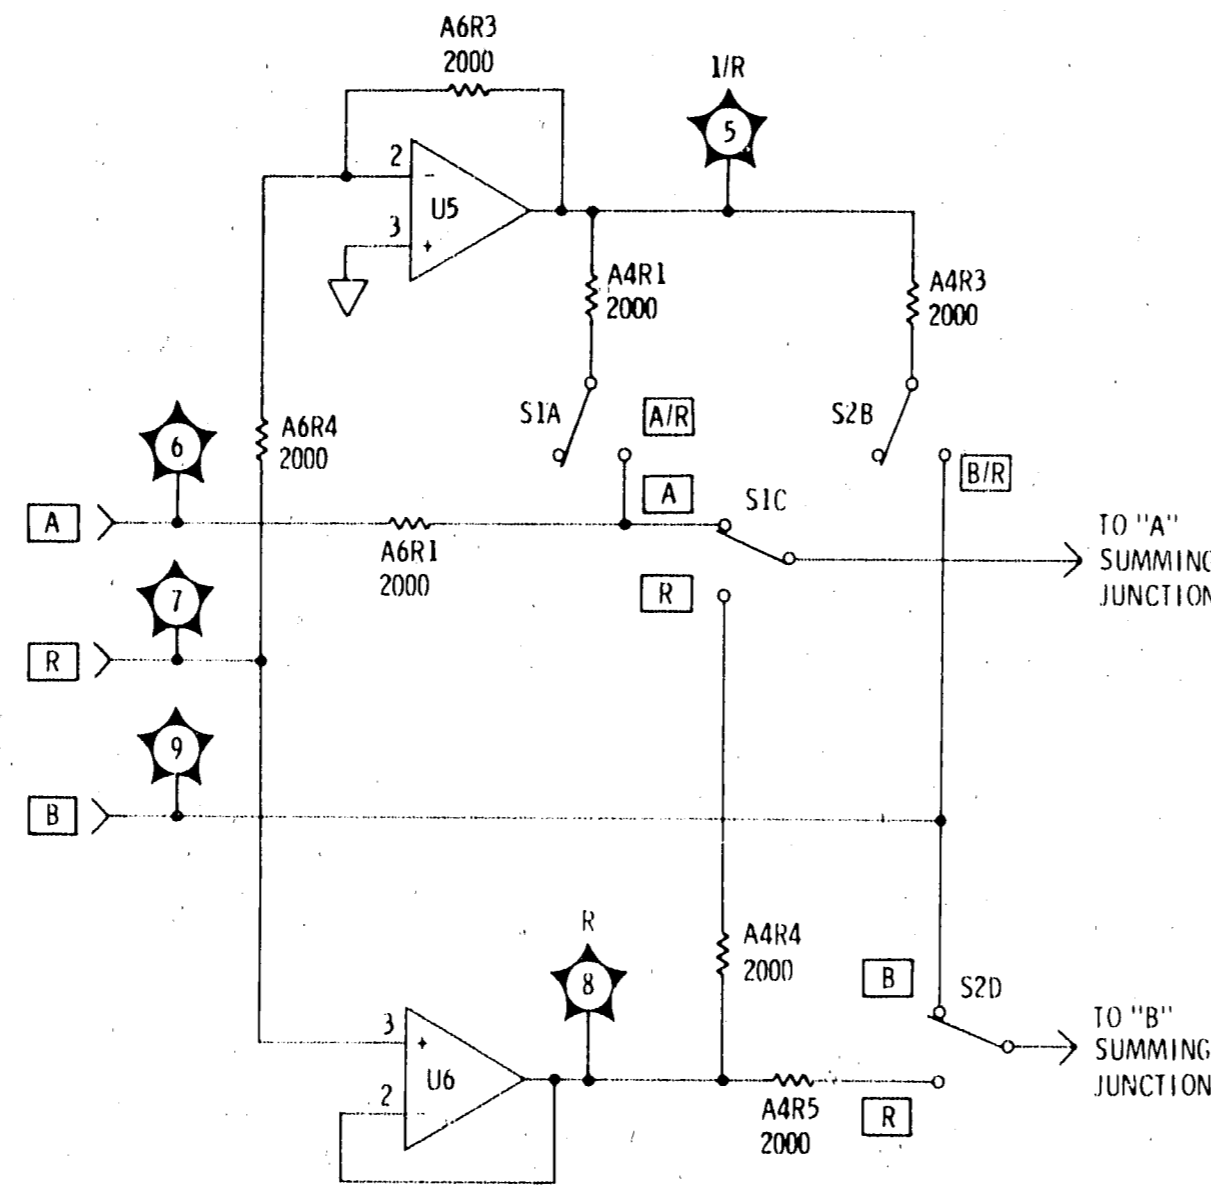 A6R3
2000
1/R
5
2
-
U5
3
+
A4R1
2000
A4R3
2000
6
A6R4
2000
S1A
A/R
S2B
B/R
A
A
S1C
A6R1
2000
TO "A"
SUMMING
JUNCTION
7
R
R
9
B
R
8
A4R4
2000
B
S2D
3
+
U6
2
-
TO "B"
SUMMING
JUNCTION
A4R5
2000
R